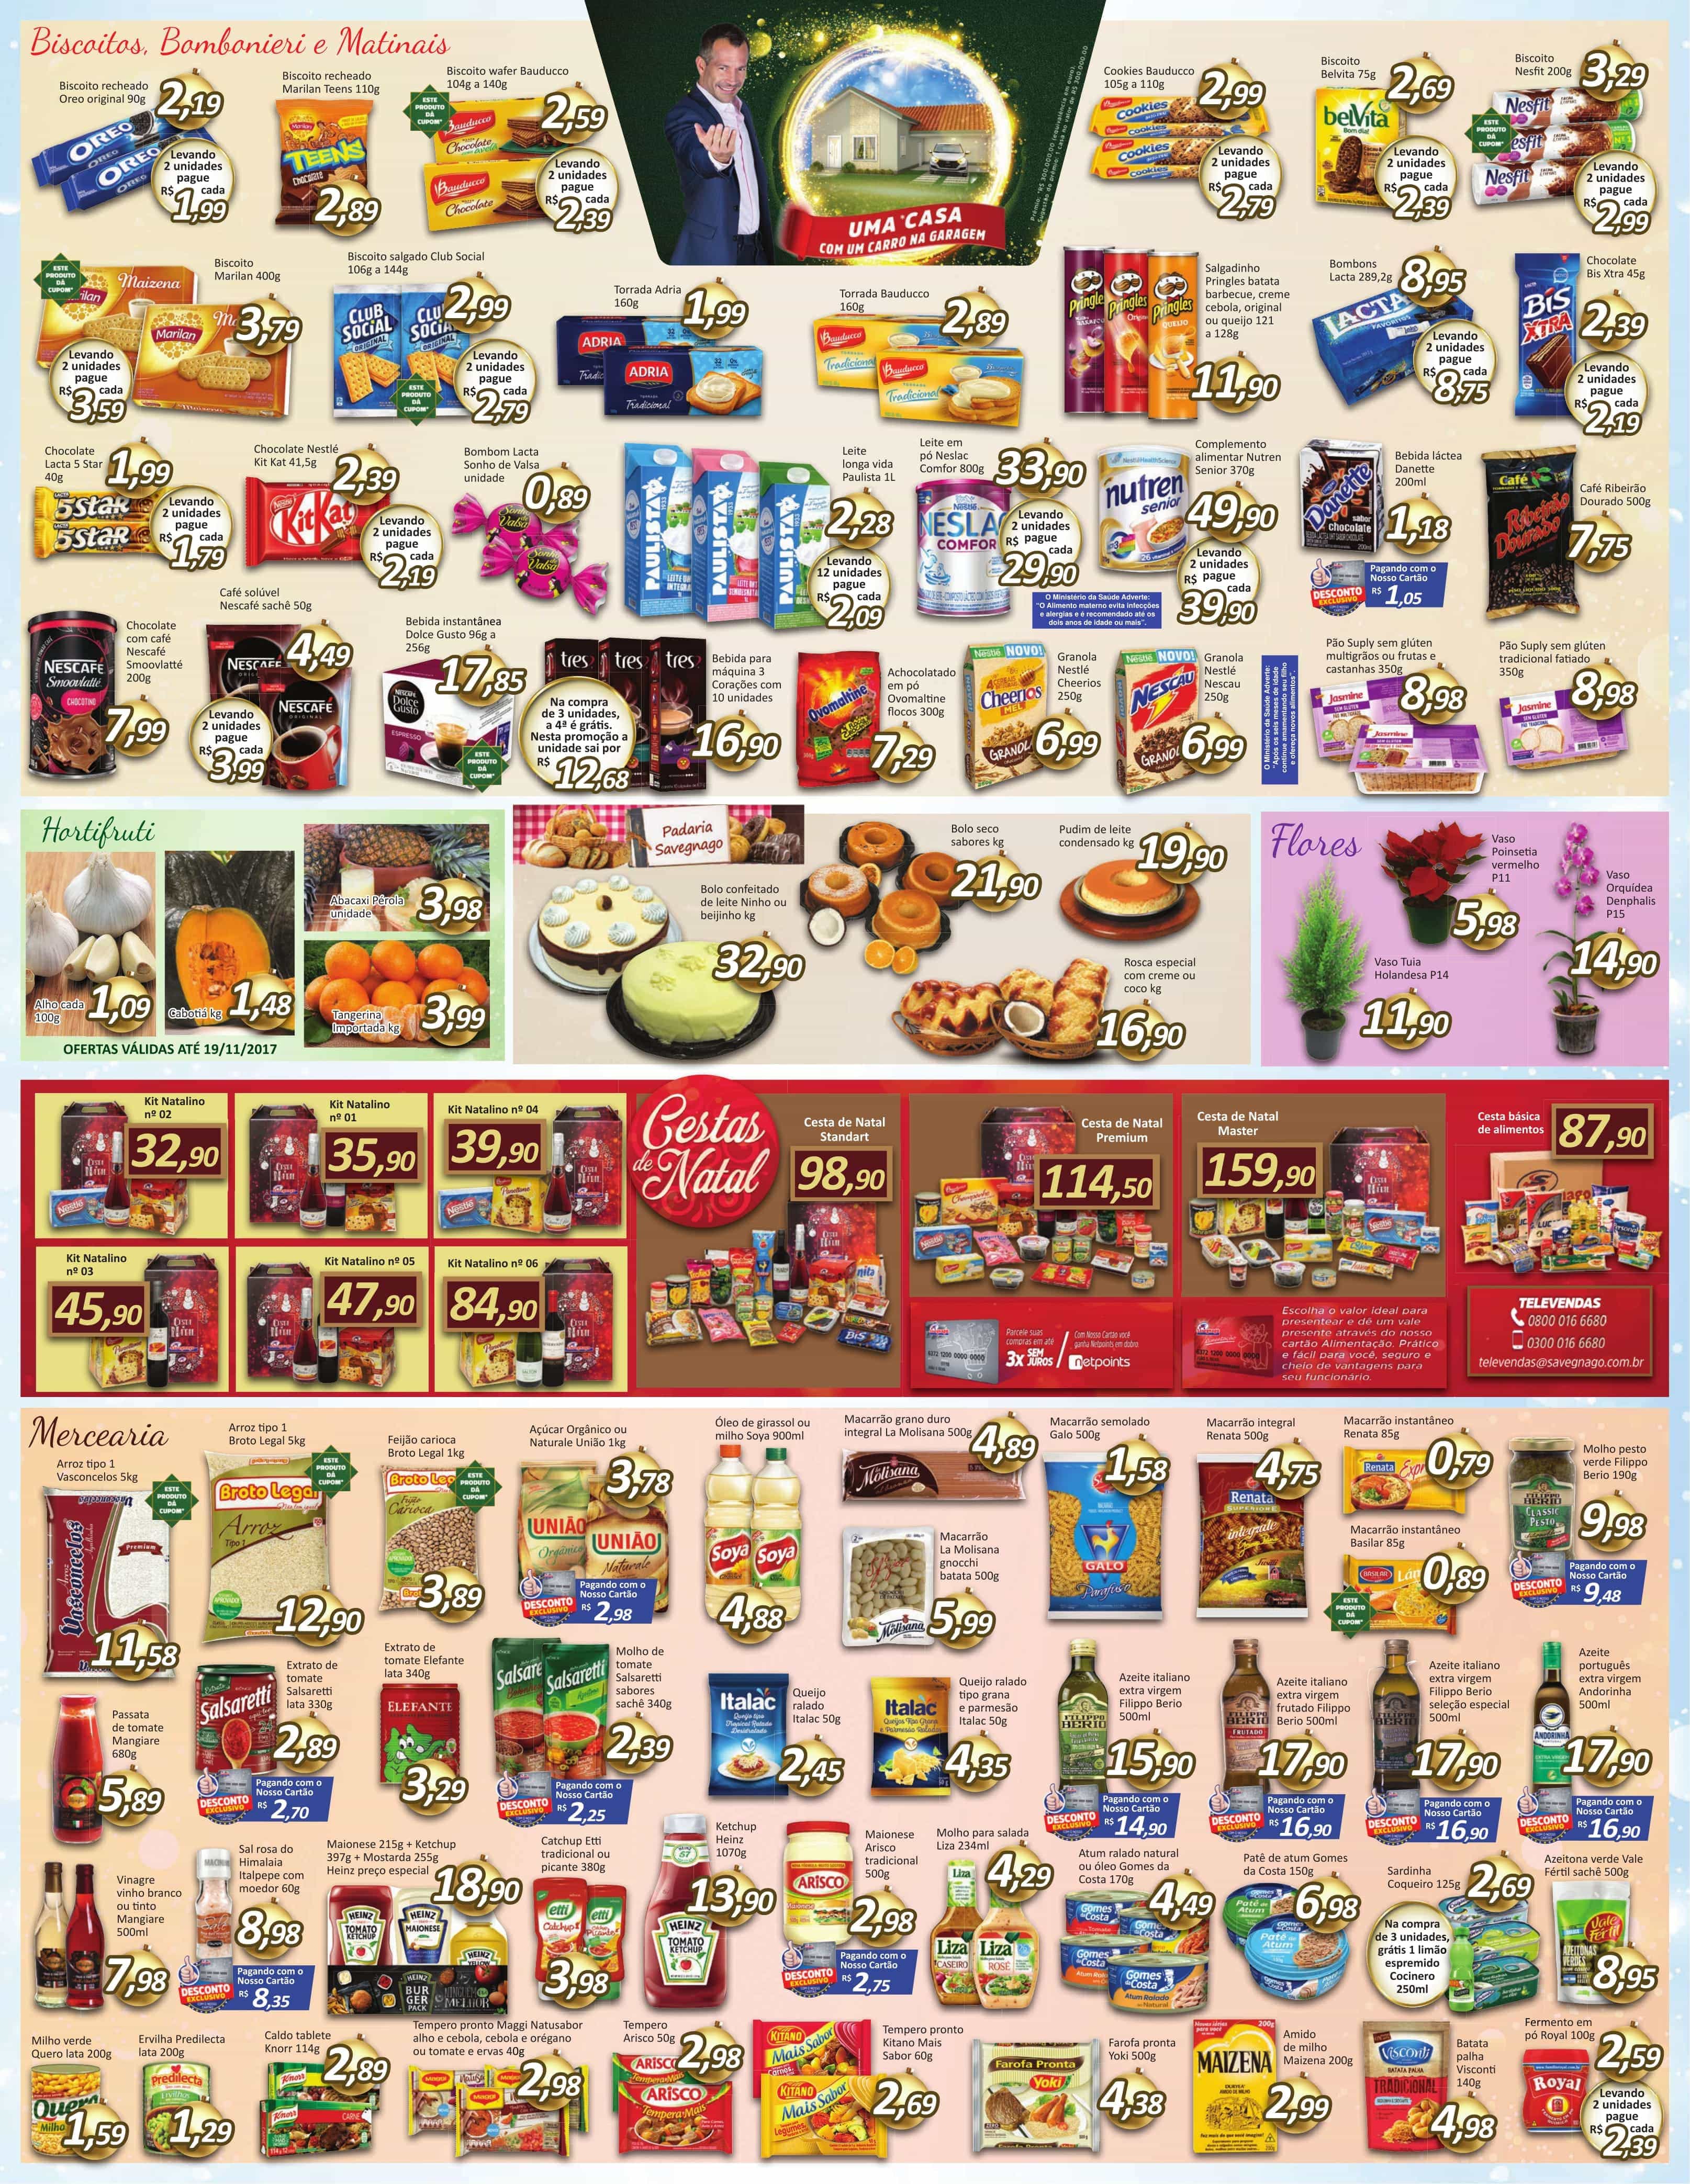 Biscoitos, Bombonieri e Matinais
Biscoito recheado
Oreo original 90g
2,19
Levando
2 unidades
pague
R$ cada
1,99
Biscoito recheado
Marilan Teens 110g
2,89
Biscoito wafer Bauducco
104g a 140g
ESTE
PRODUTO
DÁ
CUPOM*
2,59
Levando
2 unidades
pague
R$ cada
2,39
UMA CASA
COM UM CARRO NA GARAGEM
Cookies Bauducco
105g a 110g
2,99
Levando
2 unidades
pague
R$ cada
2,79
Biscoito
Belvita 75g
2,69
Levando
2 unidades
pague
R$ cada
2,39
Biscoito
Nesfit 200g
3,29
ESTE
PRODUTO
DÁ
CUPOM*
Levando
2 unidades
pague
R$ cada
2,99
ESTE
PRODUTO
DÁ
CUPOM*
Biscoito
Marilan 400g
3,79
Levando
2 unidades
pague
R$ cada
3,59
Biscoito salgado Club Social
106g a 144g
2,99
Levando
2 unidades
pague
R$ cada
2,79
ESTE
PRODUTO
DÁ
CUPOM*
Torrada Adria
160g
1,99
Torrada Bauducco
160g
2,89
Salgadinho
Pringles batata
barbecue, creme
cebola, original
ou queijo 121
a 128g
11,90
Bombons
Lacta 289,2g
8,95
Levando
2 unidades
pague
R$ cada
8,75
Chocolate
Bis Xtra 45g
2,39
Levando
2 unidades
pague
R$ cada
2,19
Chocolate
Lacta 5 Star
40g
1,99
Levando
2 unidades
pague
R$ cada
1,79
Chocolate Nestlé
Kit Kat 41,5g
2,39
Levando
2 unidades
pague
R$ cada
2,19
Bombom Lacta
Sonho de Valsa
unidade
0,89
Leite
longa vida
Paulista 1L
2,28
Levando
12 unidades
pague
R$ cada
2,09
Leite em
pó Neslac
Comfor 800g
33,90
Levando
2 unidades
R$ pague
cada
29,90
O Ministério da Saúde Adverte:
"O Alimento materno evita infecções
e alergias e é recomendado até os
dois anos de idade ou mais".
Complemento
alimentar Nutren
Senior 370g
49,90
Levando
2 unidades
R$ pague
cada
39,90
Bebida láctea
Danette
200ml
1,18
DESCONTO
EXCLUSIVO
Pagando com o
Nosso Cartão
R$ 1,05
Café Ribeirão
Dourado 500g
7,75
Chocolate
com café
Nescafé
Smoovlatté
200g
7,99
Café solúvel
Nescafé sachê 50g
4,49
Levando
2 unidades
pague
R$ cada
3,99
Bebida instantânea
Dolce Gusto 96g a
256g
17,85
ESTE
PRODUTO
DÁ
CUPOM*
Na compra
de 3 unidades,
a 4ª é grátis.
Nesta promoção a
unidade sai por
R$
12,68
Bebida para
máquina 3
Corações com
10 unidades
16,90
Achocolatado
em pó
Ovomaltine
flocos 300g
7,29
Granola
Nestlé
Cheerios
250g
6,99
Granola
Nestlé
Nescau
250g
6,99
O Ministério da Saúde Adverte:
"Após os seis meses de idade
continue amamentando seu filho
e ofereça novos alimentos".
Pão Suply sem glúten
multigrãos ou frutas e
castanhas 350g
8,98
Pão Suply sem glúten
tradicional fatiado
350g
8,98
Hortifruti
Alho cada
100g
1,09
Cabotiá kg
1,48
Abacaxi Pérola
unidade
3,98
Tangerina
Importada kg
3,99
OFERTAS VÁLIDAS ATÉ 19/11/2017
Padaria
Savegnago
Bolo confeitado
de leite Ninho ou
beijinho kg
32,90
Bolo seco
sabores kg
21,90
Pudim de leite
condensado kg
19,90
Rosca especial
com creme ou
coco kg
16,90
Flores
Vaso
Poinsetia
vermelho
P11
5,98
Vaso Tuia
Holandesa P14
11,90
Vaso
Orquídea
Denphalis
P15
14,90
Kit Natalino
nº 02
32,90
Kit Natalino
nº 01
35,90
Kit Natalino nº 04
39,90
Kit Natalino
nº 03
45,90
Kit Natalino nº 05
47,90
Kit Natalino nº 06
84,90
Cestas
de Natal
Cesta de Natal
Standart
98,90
Cesta de Natal
Premium
114,50
Parcele suas
compras em até
3x SEM
JUROS
Com Nosso Cartão você
ganha Netpoints em dobro
netpoints
Cesta de Natal
Master
159,90
Escolha o valor ideal para
presentear e dê um vale
presente através do nosso
cartão Alimentação. Prático
e fácil para você, seguro e
cheio de vantagens para
seu funcionário.
Cesta básica
de alimentos
87,90
TELEVENDAS
0800 016 6680
0300 016 6680
televendas@savegnago.com.br
Mercearia
Arroz tipo 1
Vasconcelos 5kg
ESTE
PRODUTO
DÁ
CUPOM*
11,58
Arroz tipo 1
Broto Legal 5kg
ESTE
PRODUTO
DÁ
CUPOM*
12,90
Feijão carioca
Broto Legal 1kg
ESTE
PRODUTO
DÁ
CUPOM*
3,89
Açúcar Orgânico ou
Naturale União 1kg
3,78
DESCONTO
EXCLUSIVO
Pagando com o
Nosso Cartão
R$ 2,98
Óleo de girassol ou
milho Soya 900ml
4,88
Macarrão grano duro
integral La Molisana 500g
4,89
Macarrão
La Molisana
gnocchi
batata 500g
5,99
Macarrão semolado
Galo 500g
1,58
Macarrão integral
Renata 500g
4,75
Macarrão instantâneo
Renata 85g
0,79
Macarrão instantâneo
Basilar 85g
0,89
ESTE
PRODUTO
DÁ
CUPOM*
Molho pesto
verde Filippo
Berio 190g
9,98
DESCONTO
EXCLUSIVO
Pagando com o
Nosso Cartão
R$ 9,48
Passata
de tomate
Mangiare
680g
5,89
Extrato de
tomate
Salsaretti
lata 330g
2,89
DESCONTO
EXCLUSIVO
Pagando com o
Nosso Cartão
R$ 2,70
Extrato de
tomate Elefante
lata 340g
3,29
Molho de
tomate
Salsaretti
sabores
sachê 340g
2,39
DESCONTO
EXCLUSIVO
Pagando com o
Nosso Cartão
R$ 2,25
Queijo
ralado
Italac 50g
2,45
Queijo ralado
tipo grana
e parmesão
Italac 50g
4,35
Azeite italiano
extra virgem
Filippo Berio
500ml
15,90
DESCONTO
EXCLUSIVO
Pagando com o
Nosso Cartão
R$ 14,90
Azeite italiano
extra virgem
frutado Filippo
Berio 500ml
17,90
DESCONTO
EXCLUSIVO
Pagando com o
Nosso Cartão
R$ 16,90
Azeite italiano
extra virgem
Filippo Berio
seleção especial
500ml
17,90
DESCONTO
EXCLUSIVO
Pagando com o
Nosso Cartão
R$ 16,90
Azeite
português
extra virgem
Andorinha
500ml
17,90
DESCONTO
EXCLUSIVO
Pagando com o
Nosso Cartão
R$ 16,90
Vinagre
vinho branco
ou tinto
Mangiare
500ml
7,98
Sal rosa do
Himalaia
Italpepe com
moedor 60g
8,98
DESCONTO
EXCLUSIVO
Pagando com o
Nosso Cartão
R$ 8,35
Maionese 215g + Ketchup
397g + Mostarda 255g
Heinz preço especial
18,90
Catchup Etti
tradicional ou
picante 380g
3,98
Ketchup
Heinz
1070g
13,90
Maionese
Arisco
tradicional
500g
2,98
DESCONTO
EXCLUSIVO
Pagando com o
Nosso Cartão
R$ 2,75
Molho para salada
Liza 234ml
4,29
Atum ralado natural
ou óleo Gomes da
Costa 170g
4,49
Patê de atum Gomes
da Costa 150g
6,98
Sardinha
Coqueiro 125g
2,69
Na compra
de 3 unidades,
grátis 1 limão
espremido
Cocinero
250ml
Azeitona verde Vale
Fértil sachê 500g
8,95
Milho verde
Quero lata 200g
1,59
Ervilha Predilecta
lata 200g
1,29
Caldo tablete
Knorr 114g
2,89
Tempero pronto Maggi Natusabor
alho e cebola, cebola e orégano
ou tomate e ervas 40g
2,98
Tempero
Arisco 50g
2,98
Tempero pronto
Kitano Mais
Sabor 60g
2,69
Farofa pronta
Yoki 500g
4,38
Amido
de milho
Maizena 200g
2,99
Batata
palha
Visconti
140g
4,98
Fermento em
pó Royal 100g
2,59
Levando
2 unidades
pague
R$ cada
2,39